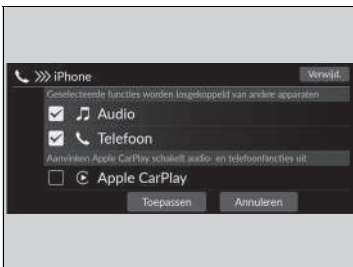 iPhone
Verwijd.
Geselecteerde functies worden losgekoppeld van andere apparaten
Audio
Telefoon
Aanvinken Apple CarPlay schakelt audio- en telefoonfuncties uit
Apple CarPlay
Toepassen
Annuleren